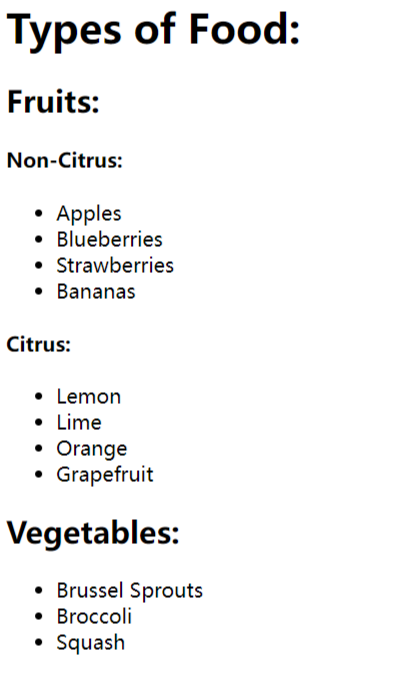 Types of Food:
Fruits:
Non-Citrus:
• Apples
• Blueberries
• Strawberries
• Bananas
Citrus:
• Lemon
• Lime
• Orange
• Grapefruit
Vegetables:
• Brussel Sprouts
• Broccoli
• Squash